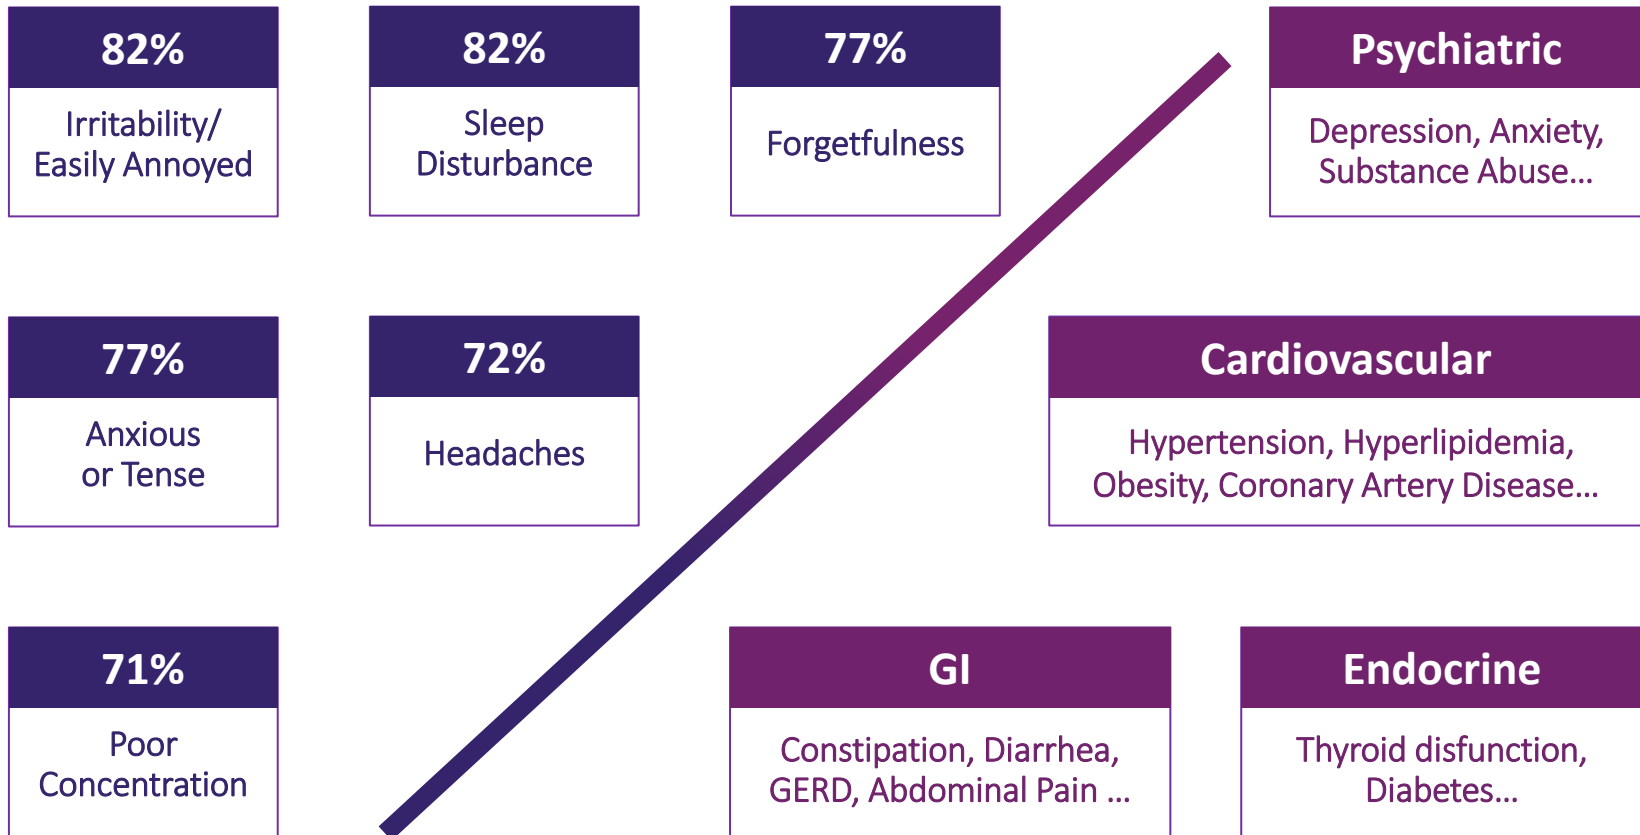 82%
Irritability/
Easily Annoyed
82%
Sleep
Disturbance
77%
Forgetfulness
Psychiatric
Depression, Anxiety,
Substance Abuse…
77%
Anxious
or Tense
72%
Headaches
Cardiovascular
Hypertension, Hyperlipidemia,
Obesity, Coronary Artery Disease…
71%
Poor
Concentration
GI
Constipation, Diarrhea,
GERD, Abdominal Pain …
Endocrine
Thyroid disfunction,
Diabetes…